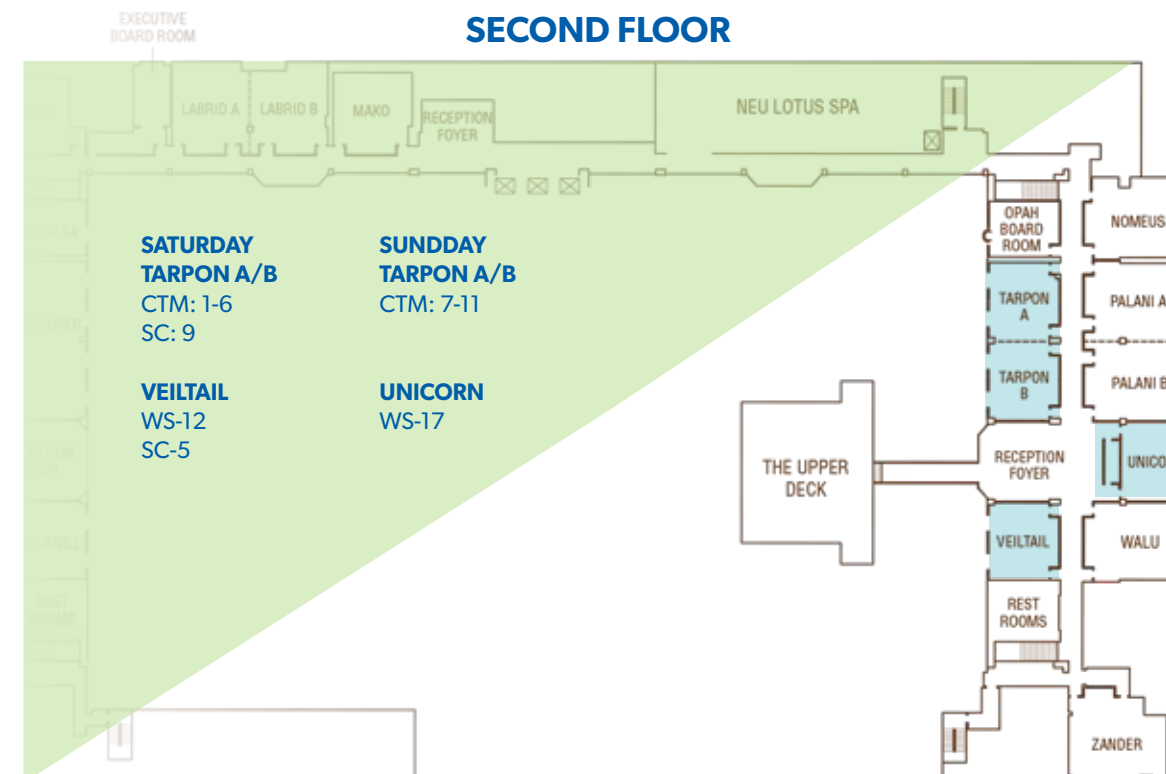 SECOND FLOOR
EXECUTIVE
BOARD ROOM
LABRID A
LABRID B
MAKO
RECEPTION
FOYER
NEU LOTUS SPA
SATURDAY
TARPON A/B
CTM: 1-6
SC: 9
VEILTAIL
WS-12
SC-5
SUNDDAY
TARPON A/B
CTM: 7-11
UNICORN
WS-17
OPAH
BOARD
ROOM
NOMEUS
TARPON
A
PALANI A
TARPON
B
PALANI B
THE UPPER
DECK
RECEPTION
FOYER
UNICO
VEILTAIL
WALU
REST
ROOMS
ZANDER
REST
ROOMS